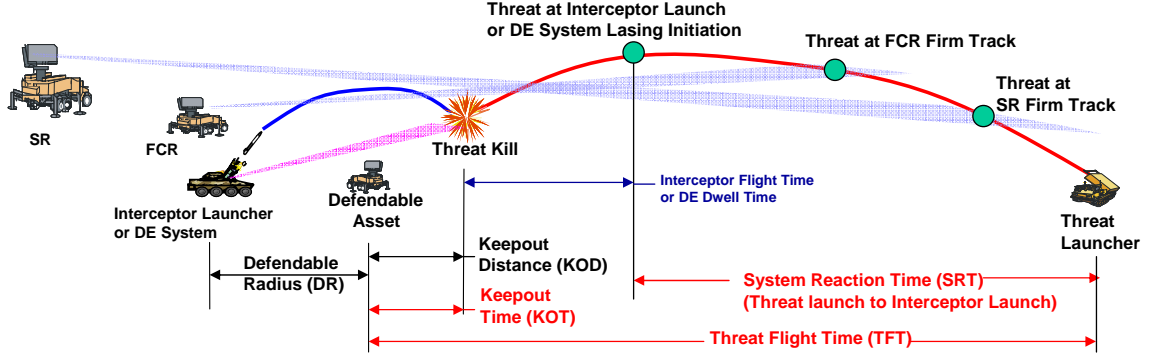 Threat at Interceptor Launch
or DE System Lasing Initiation
Threat at FCR Firm Track
Threat at
SR Firm Track
SR
FCR
Threat Kill
Interceptor Flight Time
or DE Dwell Time
Interceptor Launcher
or DE System
Defendable
Asset
Threat
Launcher
Keepout
Distance (KOD)
Defendable
Radius (DR)
System Reaction Time (SRT)
(Threat launch to Interceptor Launch)
Keepout
Time (KOT)
Threat Flight Time (TFT)